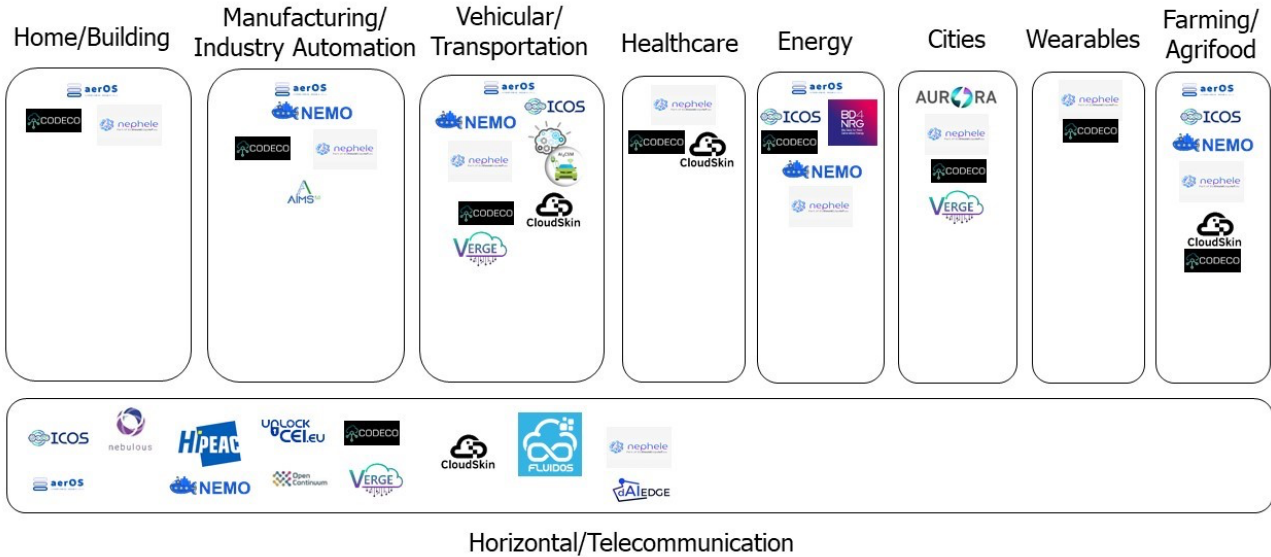 Home/Building
Manufacturing/
Industry Automation
Vehicular/
Transportation
Healthcare
Energy
Cities
Wearables
Farming/
Agrifood
aerOS
CODECO
nephele
aerOS
NEMO
CODECO
nephele
AIMS
aerOS
ICOS
NEMO
nephele
CODECO
CloudSkin
VERGE
nephele
CODECO
CloudSkin
aerOS
ICOS
BD4
NRG
CODECO
NEMO
nephele
AURORA
nephele
CODECO
VERGE
nephele
CODECO
aerOS
ICOS
NEMO
nephele
CloudSkin
CODECO
ICOS
nebulous
HiPEAC
UNLOCK
CEI.EU
CODECO
CloudSkin
FLUIDOS
nephele
aerOS
NEMO
Open
Continuum
VERGE
dAIEDGE
Horizontal/Telecommunication